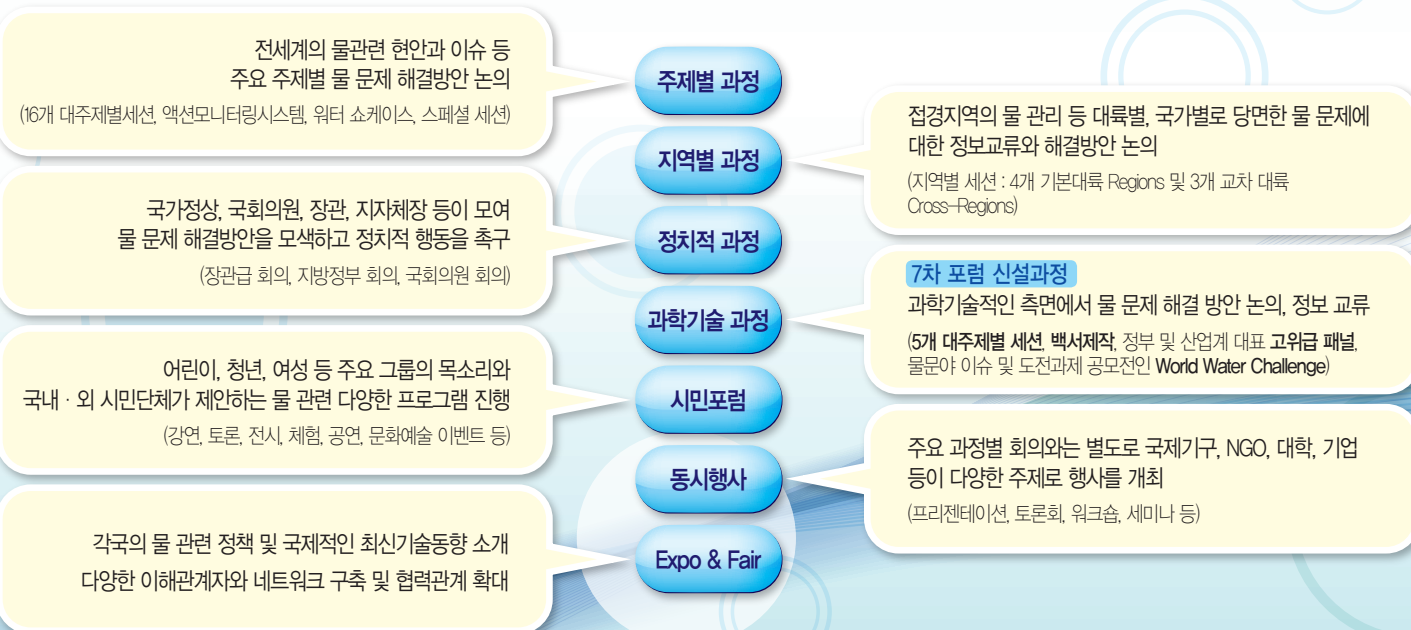 전세계의 물관련 현안과 이슈 등
주요 주제별 물 문제 해결방안 논의
(16개 대주제별세션, 액션모니터링시스템, 워터 쇼케이스, 스페셜 세션)
주제별 과정
지역별 과정
접경지역의 물 관리 등 대륙별, 국가별로 당면한 물 문제에
대한 정보교류와 해결방안 논의
(지역별 세션 : 4개 기본대륙 Regions 및 3개 교차 대륙
Cross-Regions)
국가정상, 국회의원, 장관, 지자체장 등이 모여
물 문제 해결방안을 모색하고 정치적 행동을 촉구
(장관급 회의, 지방정부 회의, 국회의원 회의)
정치적 과정
과학기술 과정
7차 포럼 신설과정
과학기술적인 측면에서 물 문제 해결 방안 논의, 정보 교류
(5개 대주제별 세션, 백서제작, 정부 및 산업계 대표 고위급 패널,
물문야 이슈 및 도전과제 공모전인 World Water Challenge)
어린이, 청년, 여성 등 주요 그룹의 목소리와
국내 · 외 시민단체가 제안하는 물 관련 다양한 프로그램 진행
(강연, 토론, 전시, 체험, 공연, 문화예술 이벤트 등)
시민포럼
동시행사
주요 과정별 회의와는 별도로 국제기구, NGO, 대학, 기업
등이 다양한 주제로 행사를 개최
(프리젠테이션, 토론회, 워크숍, 세미나 등)
각국의 물 관련 정책 및 국제적인 최신기술동향 소개
다양한 이해관계자와 네트워크 구축 및 협력관계 확대
Expo & Fair